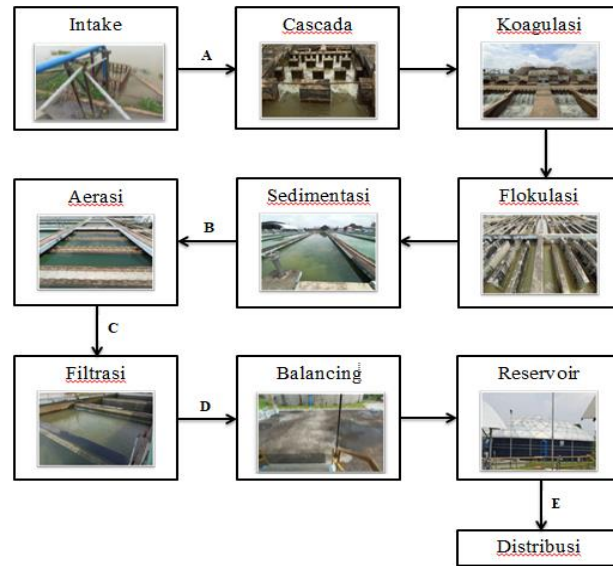 Intake
A
Cascada
Koagulasi
Aerasi
B
Sedimentasi
Flokulasi
C
Filtrasi
D
Balancing
Reservoir
E
Distribusi